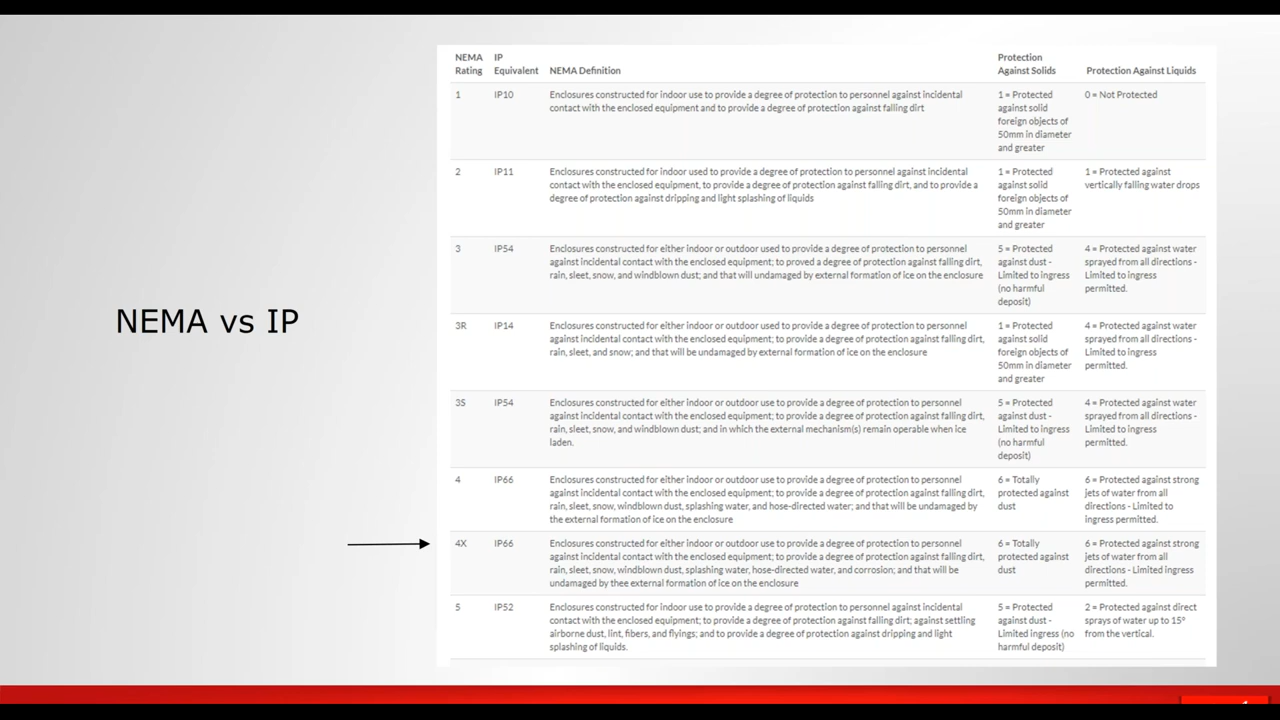 NEMA vs IP
NEMA
Rating
IP
Equivalent
NEMA Definition
Protection
Against Solids
Protection Against Liquids
1
IP10
Enclosures constructed for indoor use to provide a degree of protection to personnel against incidental
contact with the enclosed equipment and to provide a degree of protection against falling dirt
1 = Protected
against solid
foreign objects of
50mm in diameter
and greater
0 = Not Protected
2
IP11
Enclosures constructed for indoor used to provide a degree of protection to personnel against incidental
contact with the enclosed equipment, to provide a degree of protection against falling dirt, and to provide a
degree of protection against dripping and light splashing of liquids
1 = Protected
against solid
foreign objects of
50mm in diameter
and greater
1 = Protected against
vertically falling water drops
3
IP54
Enclosures constructed for either indoor or outdoor used to provide a degree of protection to personnel
against incidental contact with the enclosed equipment; to proved a degree of protection against falling dirt,
rain, sleet, snow, and windblown dust; and that will undamaged by external formation of ice on the enclosure
5 = Protected
against dust -
Limited to ingress
(no harmful
deposit)
4 = Protected against water
sprayed from all directions -
Limited to ingress
permitted.
3R
IP14
Enclosures constructed for either indoor or outdoor used to provide a degree of protection to personnel
against incidental contact with the enclosed equipment; to provide a degree of protection against falling dirt,
rain, sleet, and snow; and that will be undamaged by external formation of ice on the enclosure
1 = Protected
against solid
foreign objects of
50mm in diameter
and greater
4 = Protected against water
sprayed from all directions -
Limited to ingress
permitted.
3S
IP54
Enclosures constructed for either indoor or outdoor use to provide a degree of protection to personnel
against incidental contact with the enclosed equipment; to provide a degree of protection against falling dirt,
rain, sleet, snow, and windblown dust; and in which the external mechanism(s) remain operable when ice
laden.
5 = Protected
against dust -
Limited to ingress
(no harmful
deposit)
4 = Protected against water
sprayed from all directions -
Limited to ingress
permitted.
4
IP66
Enclosures constructed for either indoor or outdoor use to provide a degree of protection to personnel
against incidental contact with the enclosed equipment; to provide a degree of protection against falling dirt,
rain, sleet, snow, windblown dust, splashing water, and hose-directed water; and that will be undamaged by
the external formation of ice on the enclosure
6 = Totally
protected against
dust
6 = Protected against strong
jets of water from all
directions - Limited to
ingress permitted.
4X
IP66
Enclosures constructed for either indoor or outdoor use to provide a degree of protection to personnel
against incidental contact with the enclosed equipment; to provide a degree of protection against falling dirt,
rain, sleet, snow, windblown dust, splashing water, hose-directed water, and corrosion; and that will be
undamaged by thee external formation of ice on the enclosure
6 = Totally
protected against
dust
6 = Protected against strong
jets of water from all
directions - Limited ingress
permitted.
5
IP52
Enclosures constructed for indoor use to provide a degree of protection to personnel against incidental
contact with the enclosed equipment; to provide a degree of protection against falling dirt; against settling
airborne dust, lint, fibers, and flyings; and to provide a degree of protection against dripping and light
splashing of liquids.
5 = Protected
against dust -
Limited ingress (no
harmful deposit)
2 = Protected against direct
sprays of water up to 15°
from the vertical.